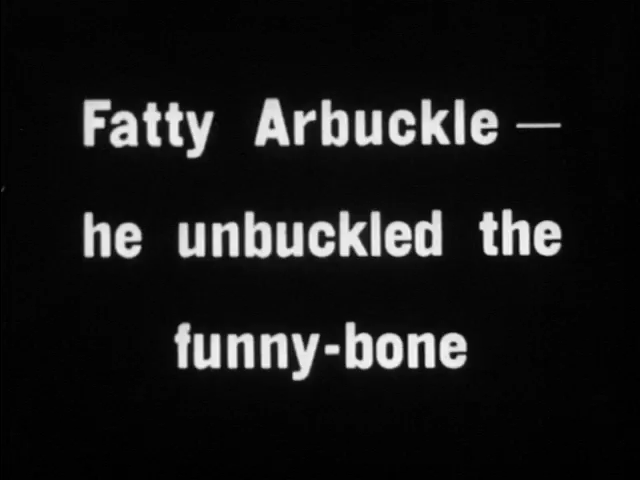 Fatty Arbuckle —
he unbuckled the
funny-bone